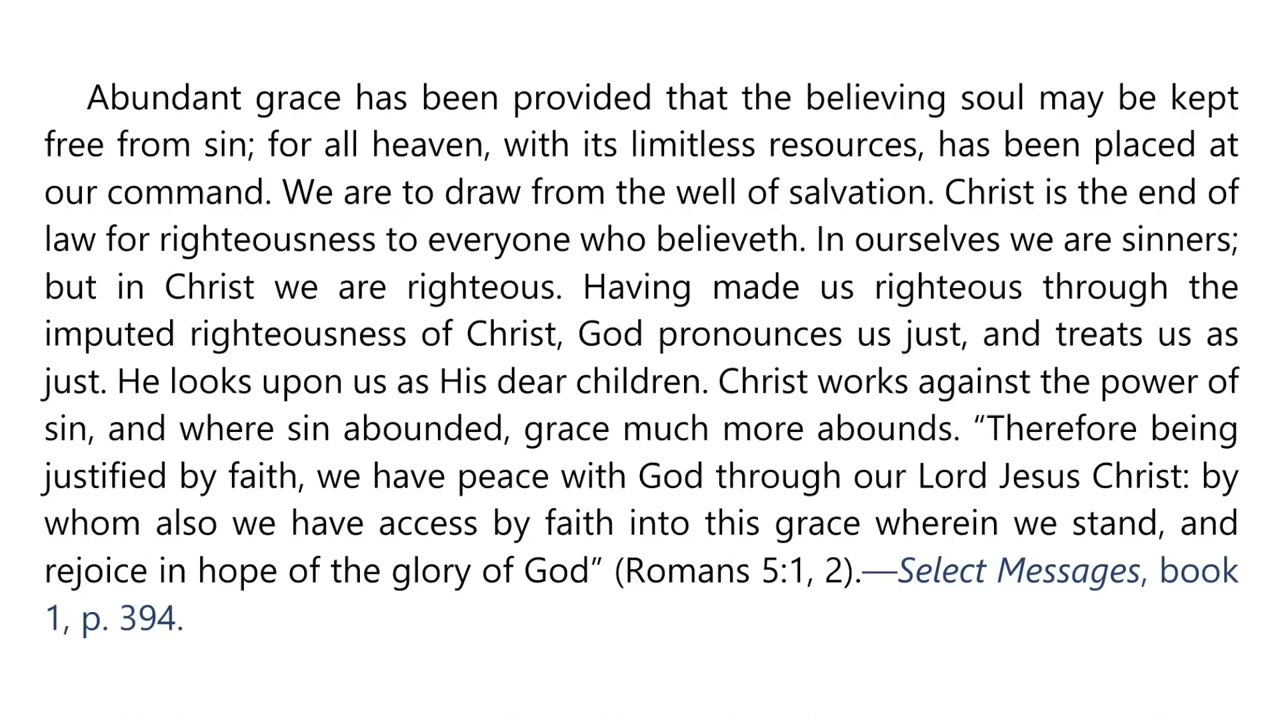 Abundant grace has been provided that the believing soul may be kept
free from sin; for all heaven, with its limitless resources, has been placed at
our command. We are to draw from the well of salvation. Christ is the end of
law for righteousness to everyone who believeth. In ourselves we are sinners;
but in Christ we are righteous. Having made us righteous through the
imputed righteousness of Christ, God pronounces us just, and treats us as
just. He looks upon us as His dear children. Christ works against the power of
sin, and where sin abounded, grace much more abounds. “Therefore being
justified by faith, we have peace with God through our Lord Jesus Christ: by
whom also we have access by faith into this grace wherein we stand, and
rejoice in hope of the glory of God” (Romans 5:1, 2).—Select Messages, book
1, p. 394.